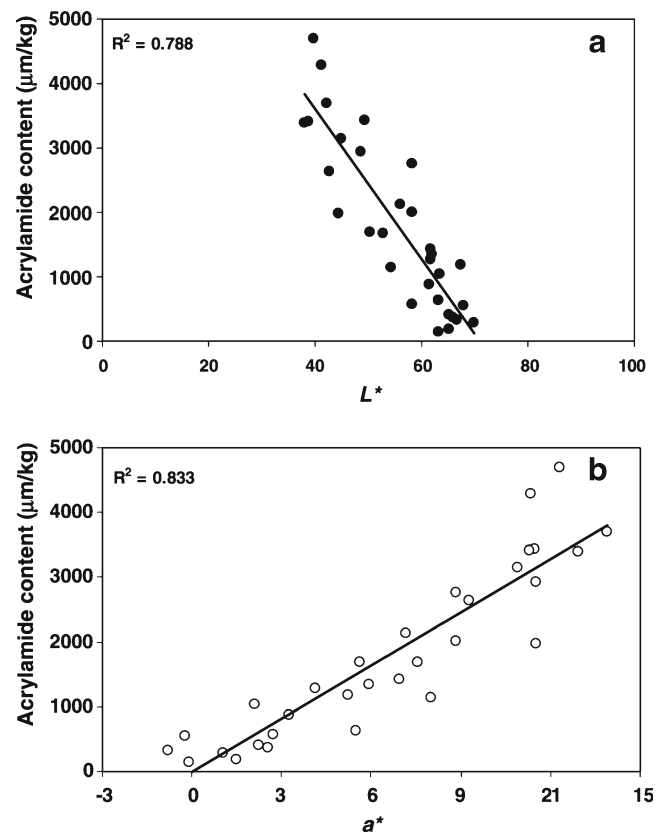 R² = 0.788
a
5000
4000
3000
2000
1000
0
Acrylamide content (μm/kg)
0 20 40 60 80 100
L*
R² = 0.833
b
5000
4000
3000
2000
1000
0
Acrylamide content (μm/kg)
-3 0 3 6 9 21 15
a*